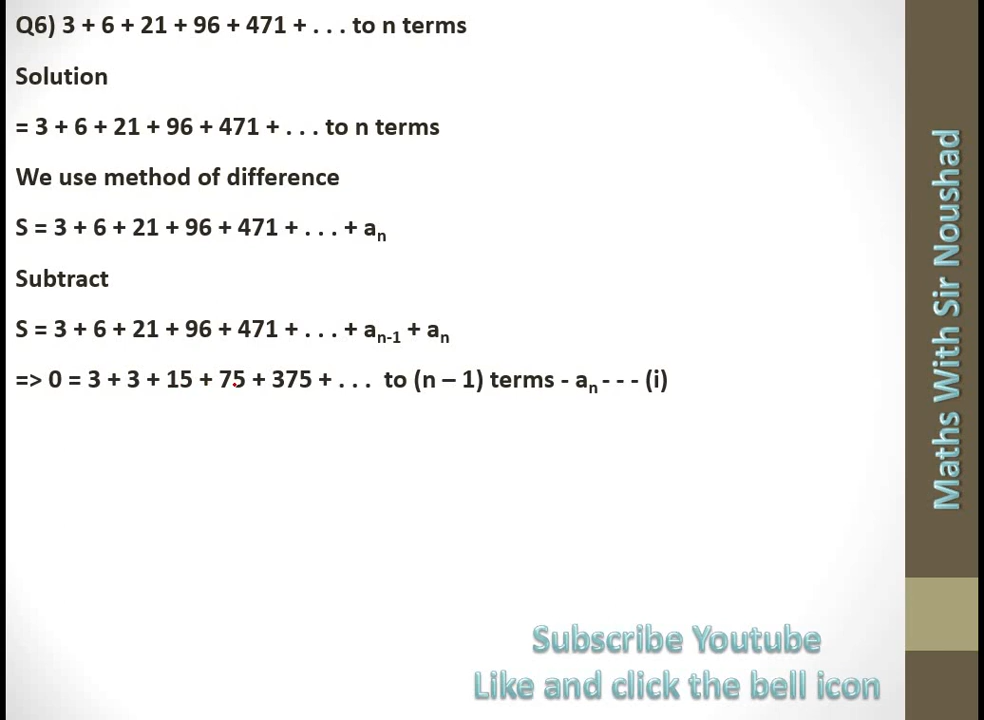 Q6) 3 + 6 + 21 + 96 + 471 + . . . to n terms
Solution
= 3 + 6 + 21 + 96 + 471 + . . . to n terms
We use method of difference
S = 3 + 6 + 21 + 96 + 471 + . . . + aₙ
Subtract
S = 3 + 6 + 21 + 96 + 471 + . . . + aₙ₋₁ + aₙ
=> 0 = 3 + 3 + 15 + 75 + 375 + . . . to (n – 1) terms - aₙ - - - (i)
Maths With Sir Noushad
Subscribe Youtube
Like and click the bell icon